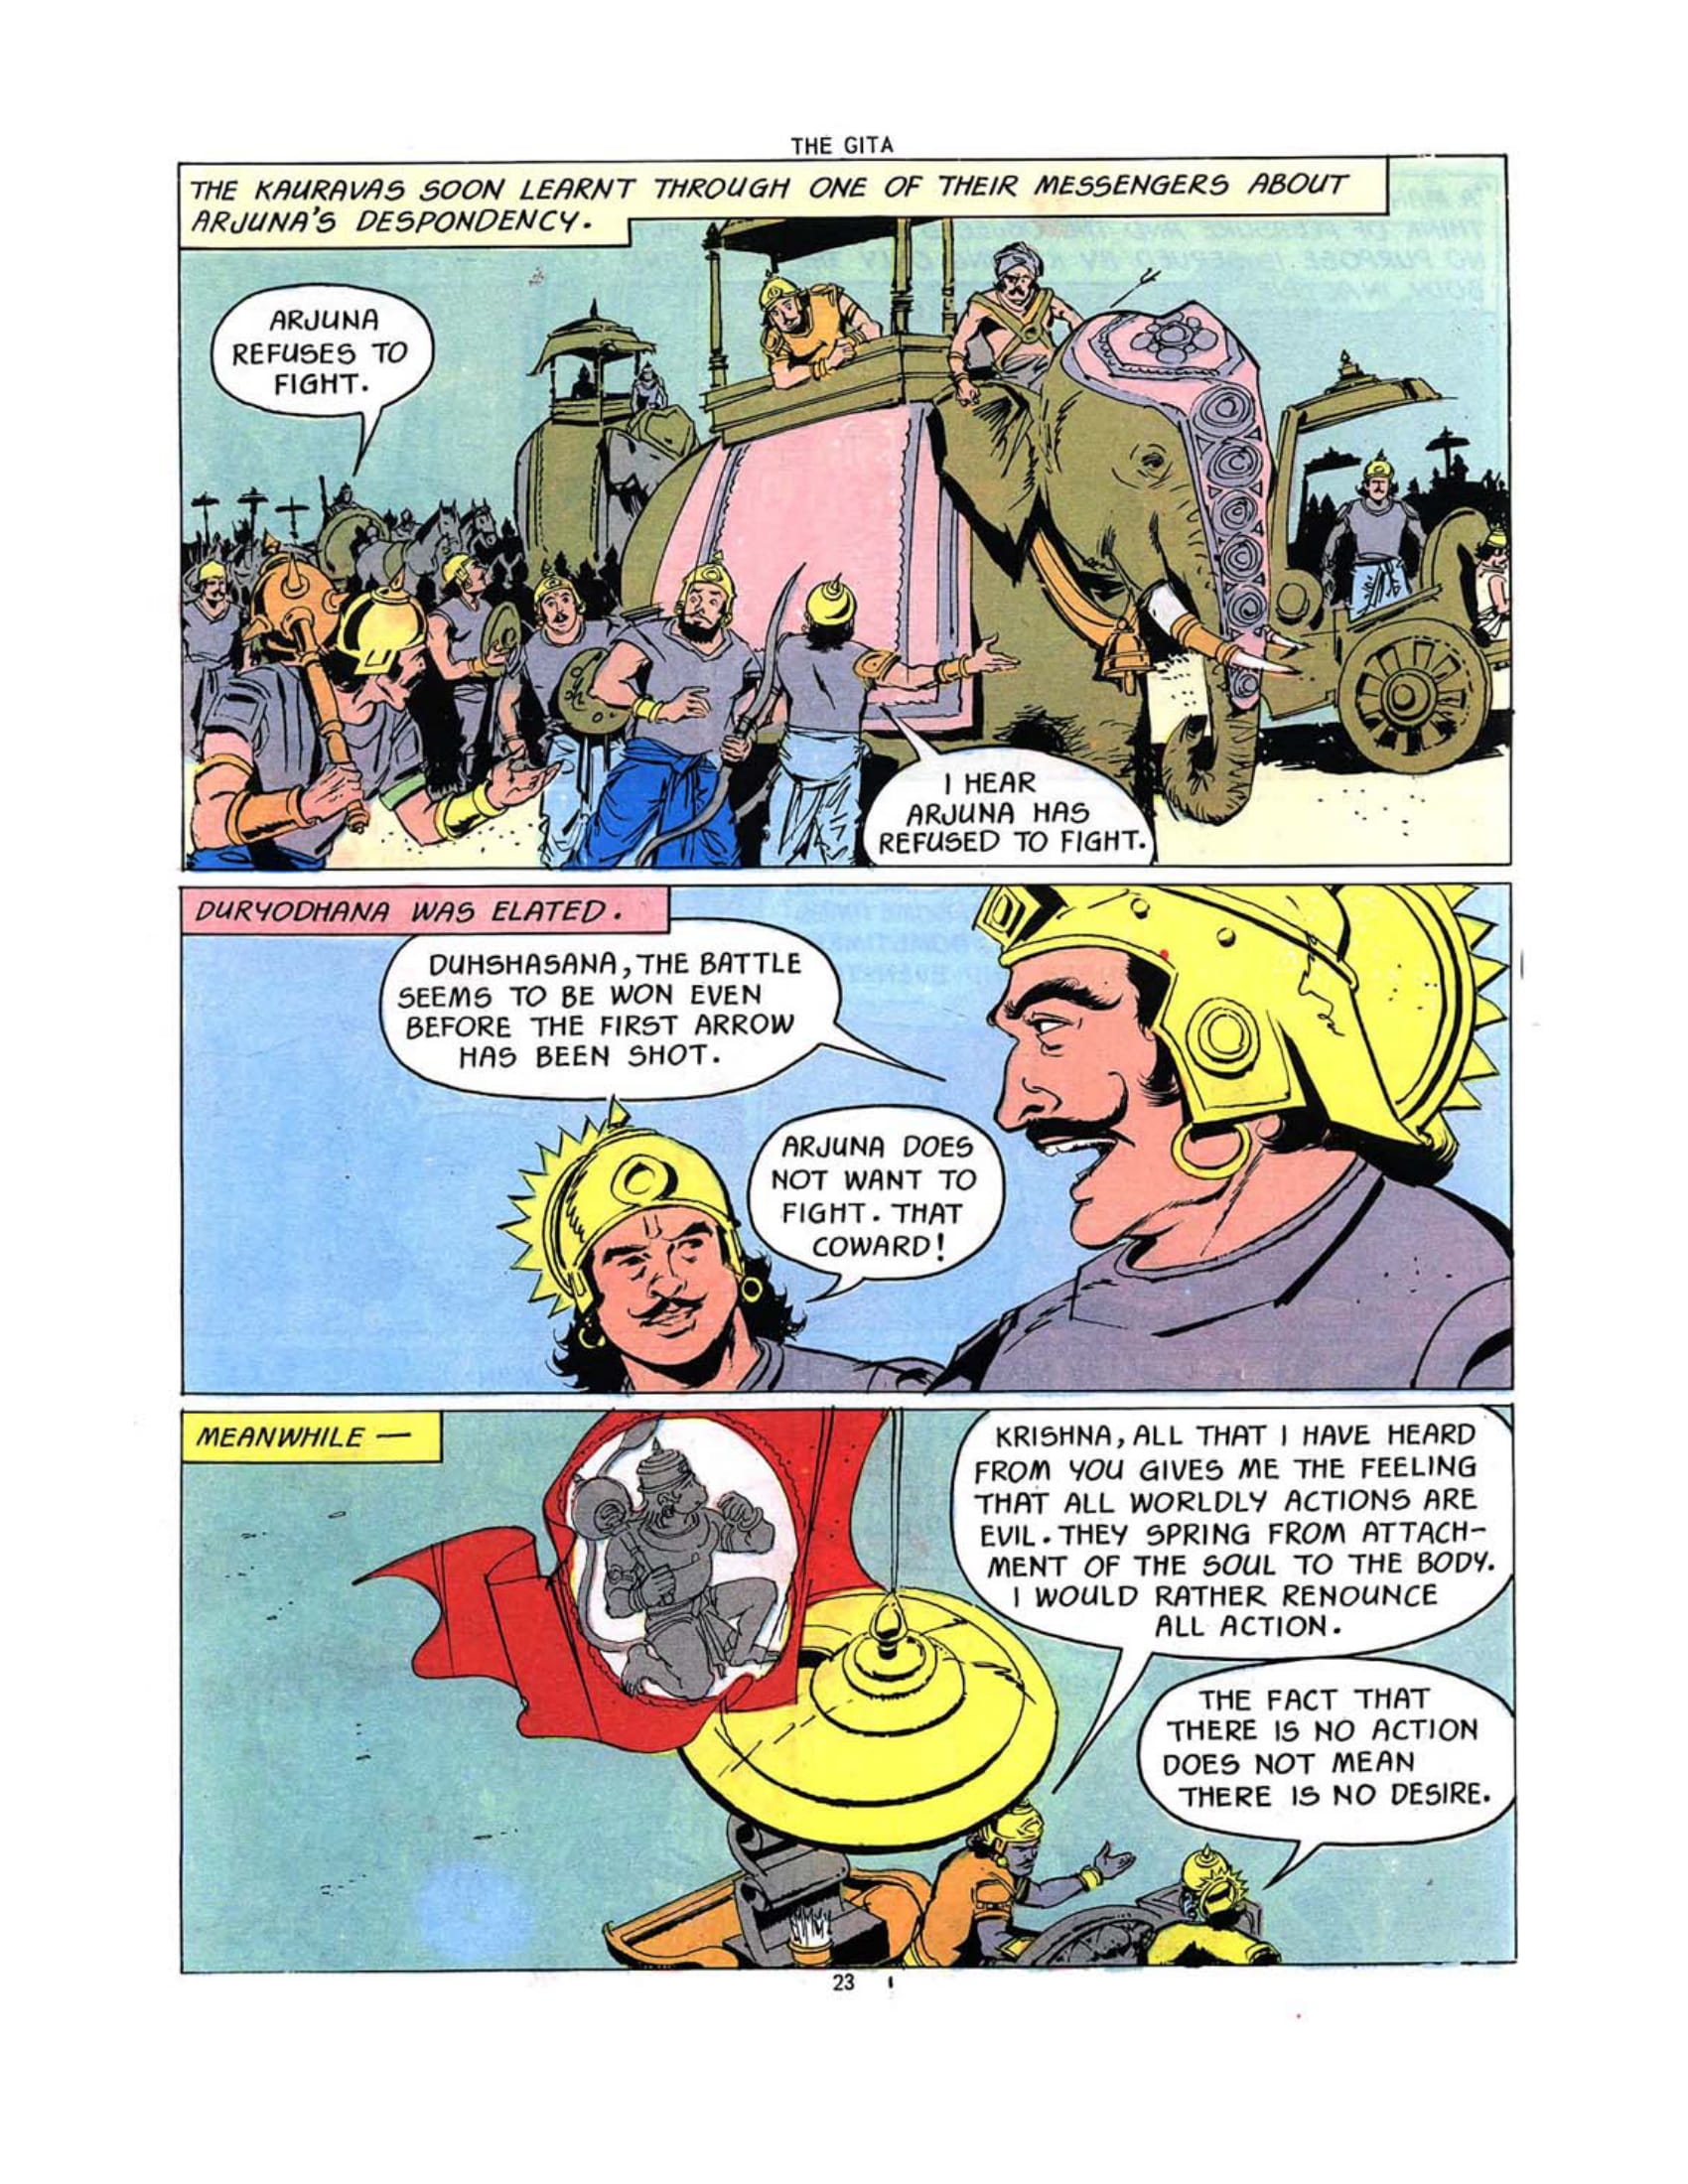 THE GITA
THE KAURAVAS SOON LEARNT THROUGH ONE OF THEIR MESSENGERS ABOUT
ARJUNA'S DESPONDENCY.
ARJUNA
REFUSES TO
FIGHT.
I HEAR
ARJUNA HAS
REFUSED TO FIGHT.
DURYODHANA WAS ELATED.
DUHSHASANA, THE BATTLE
SEEMS TO BE WON EVEN
BEFORE THE FIRST ARROW
HAS BEEN SHOT.
ARJUNA DOES
NOT WANT TO
FIGHT. THAT
COWARD!
MEANWHILE —
KRISHNA, ALL THAT I HAVE HEARD
FROM YOU GIVES ME THE FEELING
THAT ALL WORLDLY ACTIONS ARE
EVIL. THEY SPRING FROM ATTACH-
MENT OF THE SOUL TO THE BODY.
I WOULD RATHER RENOUNCE
ALL ACTION.
THE FACT THAT
THERE IS NO ACTION
DOES NOT MEAN
THERE IS NO DESIRE.
23